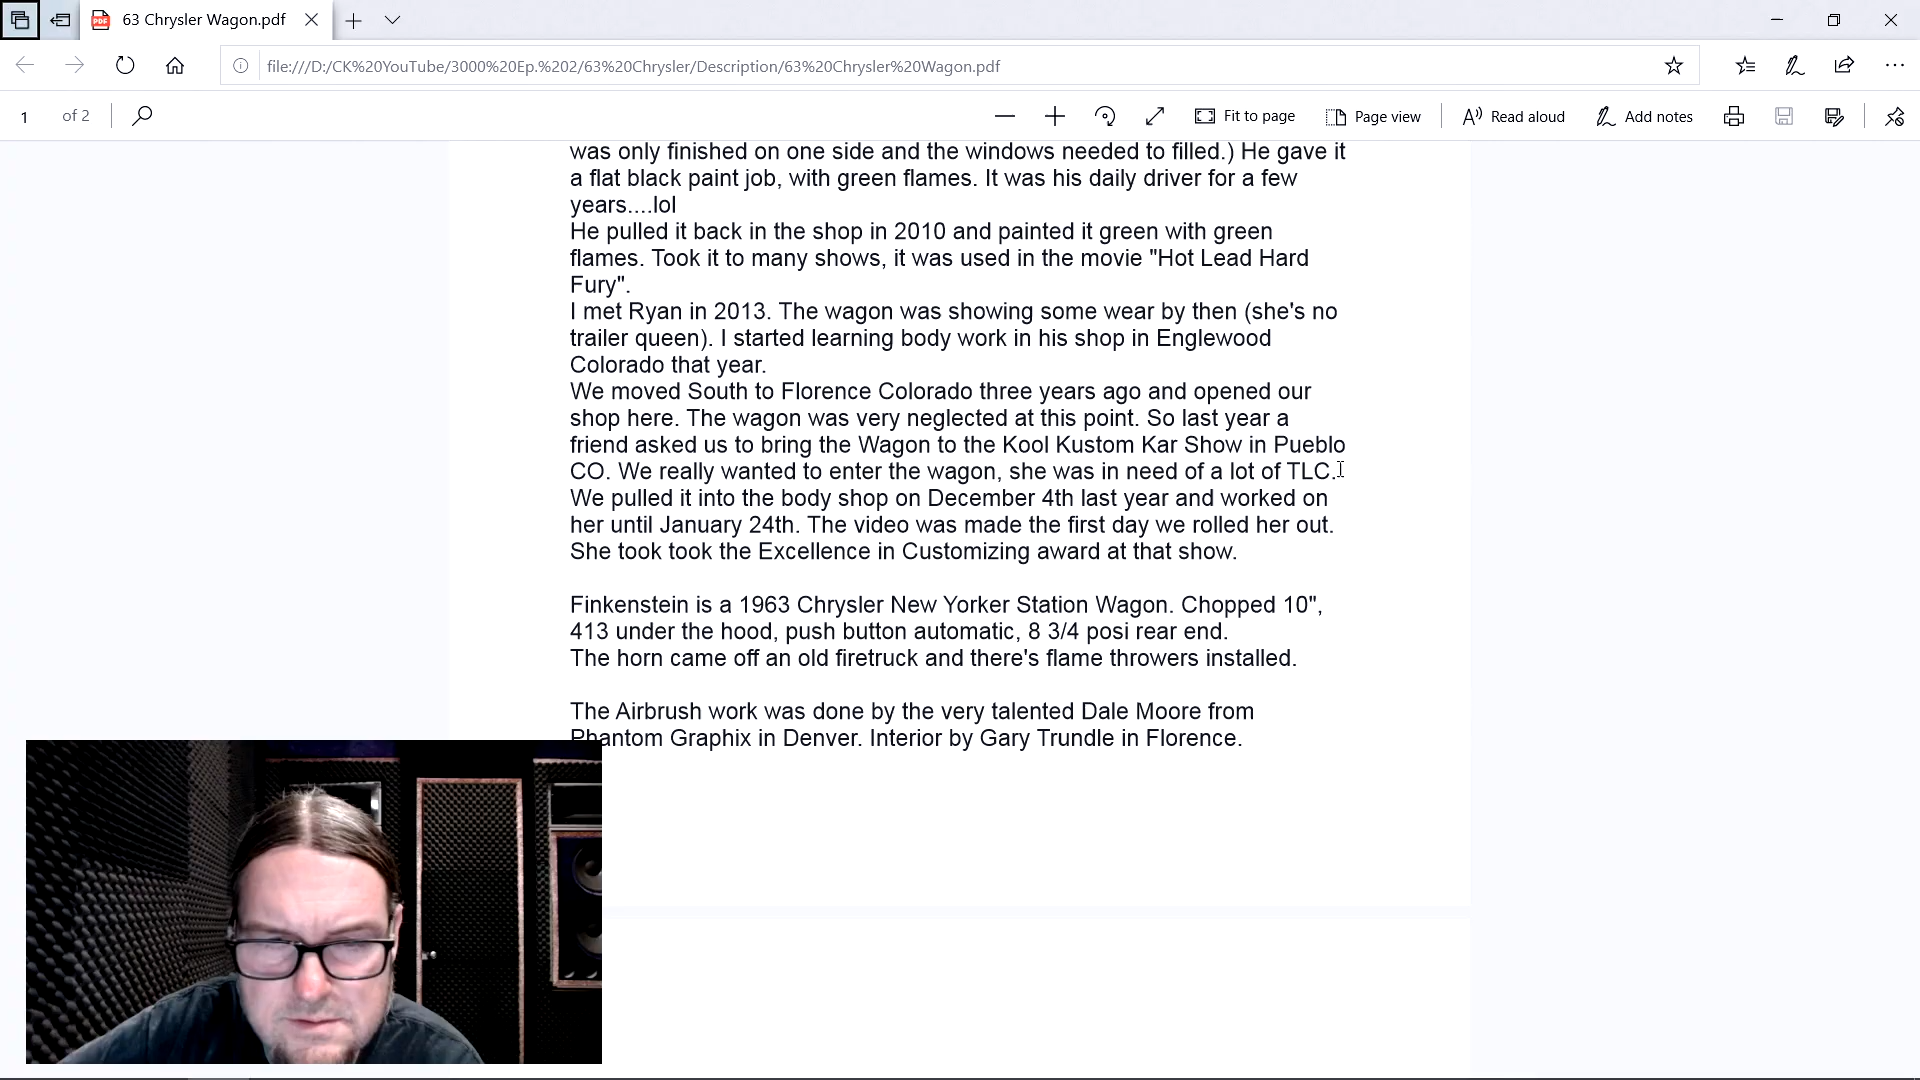 63 Chrysler Wagon.pdf
file:///D:/CK%20YouTube/3000%20Ep.%202/63%20Chrysler/Description/63%20Chrysler%20Wagon.pdf
1 of 2 Fit to page Page view Read aloud Add notes
was only finished on one side and the windows needed to filled.) He gave it
a flat black paint job, with green flames. It was his daily driver for a few
years....lol
He pulled it back in the shop in 2010 and painted it green with green
flames. Took it to many shows, it was used in the movie "Hot Lead Hard
Fury".
I met Ryan in 2013. The wagon was showing some wear by then (she's no
trailer queen). I started learning body work in his shop in Englewood
Colorado that year.
We moved South to Florence Colorado three years ago and opened our
shop here. The wagon was very neglected at this point. So last year a
friend asked us to bring the Wagon to the Kool Kustom Kar Show in Pueblo
CO. We really wanted to enter the wagon, she was in need of a lot of TLC.
We pulled it into the body shop on December 4th last year and worked on
her until January 24th. The video was made the first day we rolled her out.
She took took the Excellence in Customizing award at that show.
Finkenstein is a 1963 Chrysler New Yorker Station Wagon. Chopped 10",
413 under the hood, push button automatic, 8 3/4 posi rear end.
The horn came off an old firetruck and there's flame throwers installed.
The Airbrush work was done by the very talented Dale Moore from
Phantom Graphix in Denver. Interior by Gary Trundle in Florence.